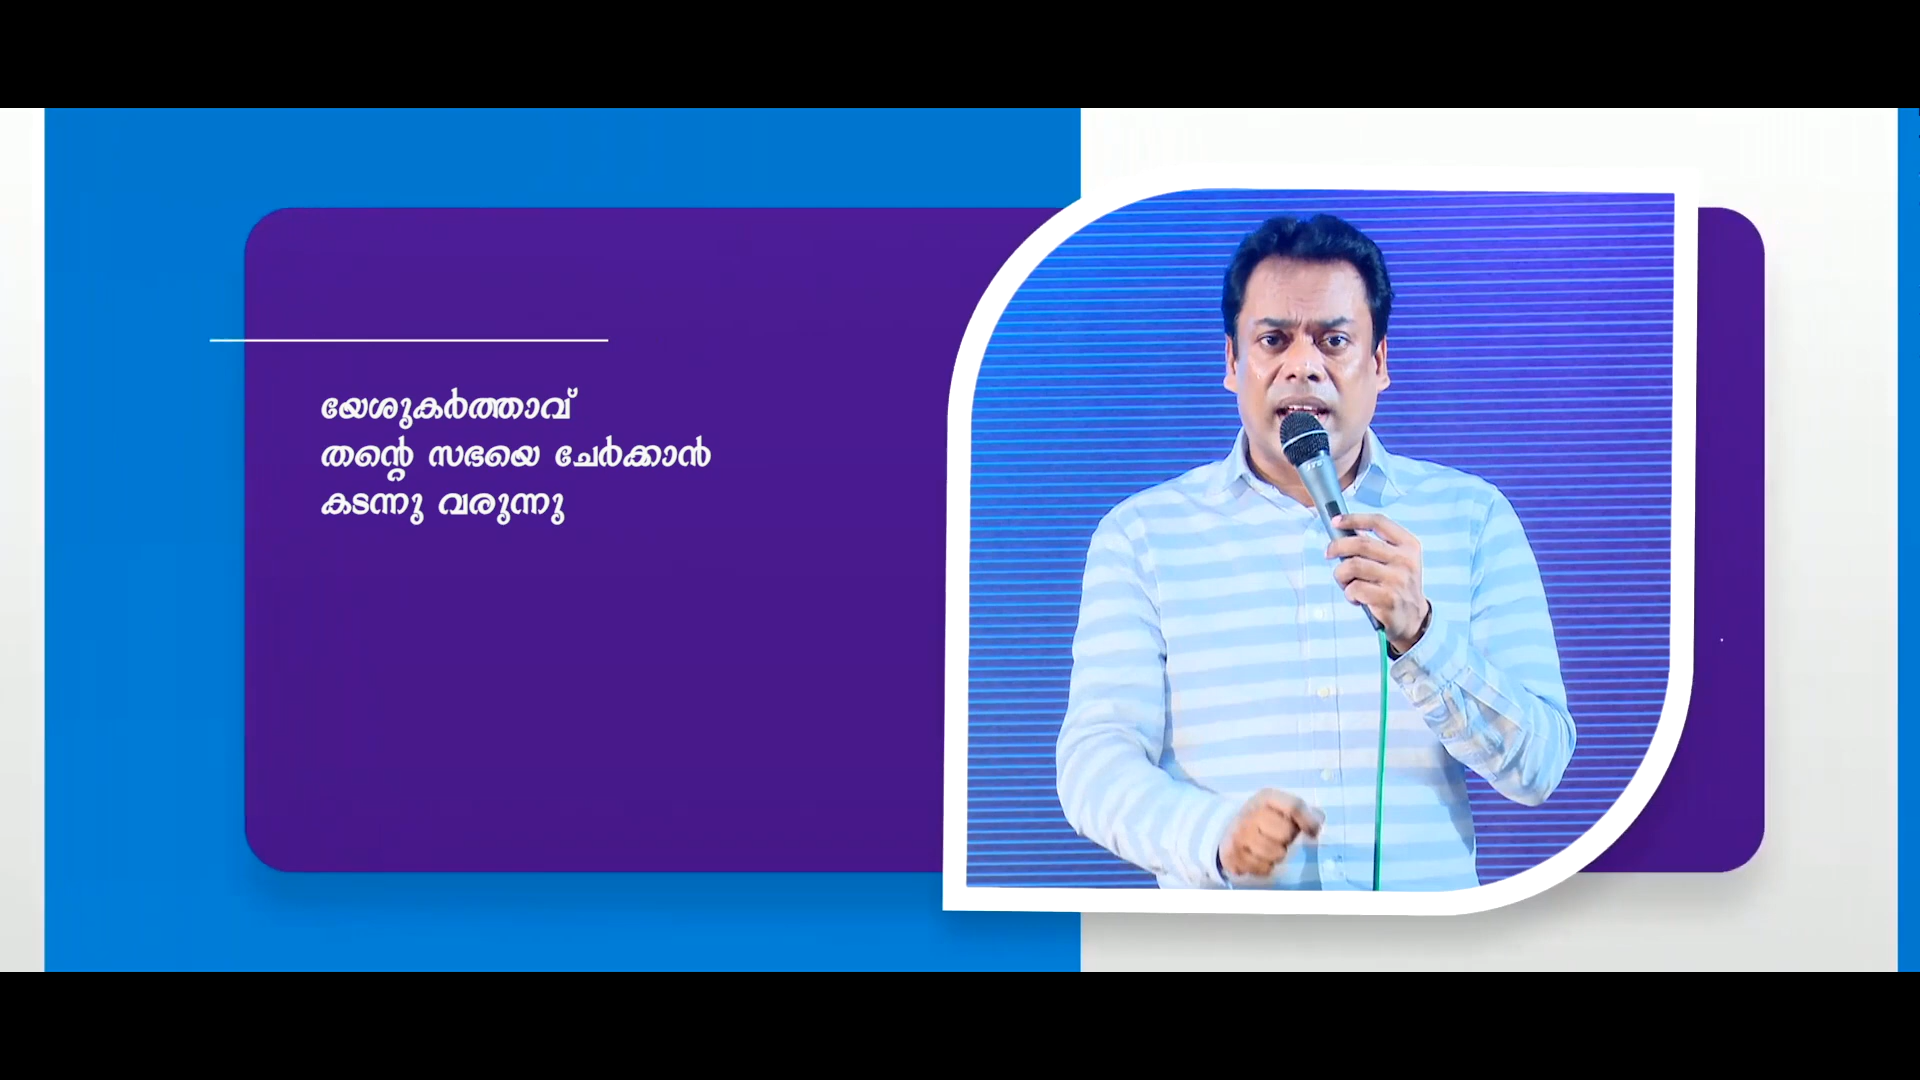 യേശുകർത്താവ്
തന്റെ സഭയെ ചേർക്കാൻ
കടന്നു വരുന്നു